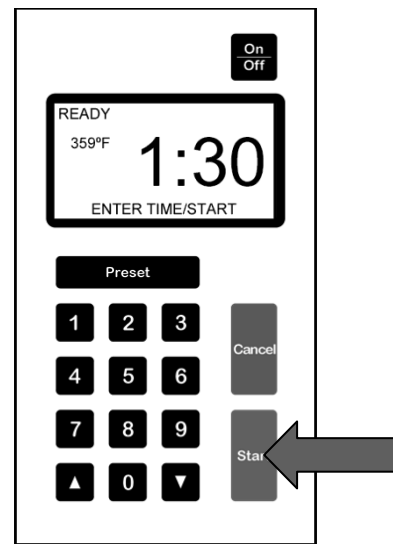 On
Off
READY
359°F
1:30
ENTER TIME/START
Preset
1 2 3
Cancel
4 5 6
7 8 9
Star
▲ 0 ▼